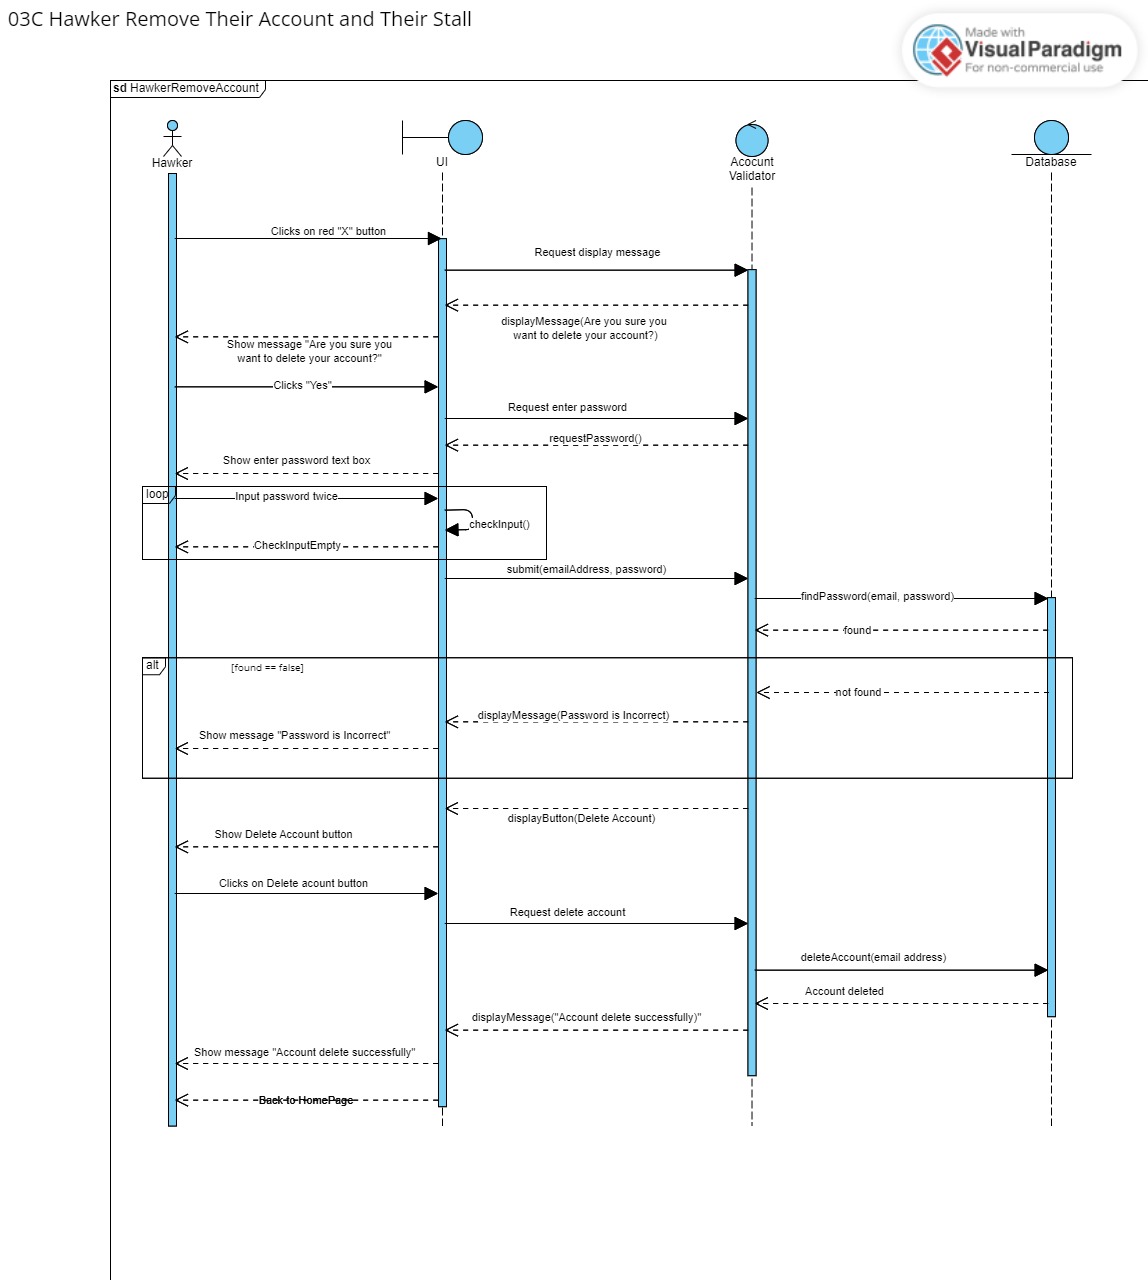 03C Hawker Remove Their Account and Their Stall
Made with
Visual Paradigm
For non-commercial use
sd HawkerRemoveAccount
Hawker
UI
Acocunt
Validator
Database
Clicks on red "X" button
Request display message
displayMessage(Are you sure you
want to delete your account?)
Show message "Are you sure you
want to delete your account?"
Clicks "Yes"
Request enter password
requestPassword()
Show enter password text box
loop
Input password twice
checkInput()
CheckInputEmpty
submit(emailAddress, password)
findPassword(email, password)
found
alt
[found == false]
not found
displayMessage(Password is Incorrect)
Show message "Password is Incorrect"
displayButton(Delete Account)
Show Delete Account button
Clicks on Delete acount button
Request delete account
deleteAccount(email address)
Account deleted
displayMessage("Account delete successfully)"
Show message "Account delete successfully"
Back to HomePage